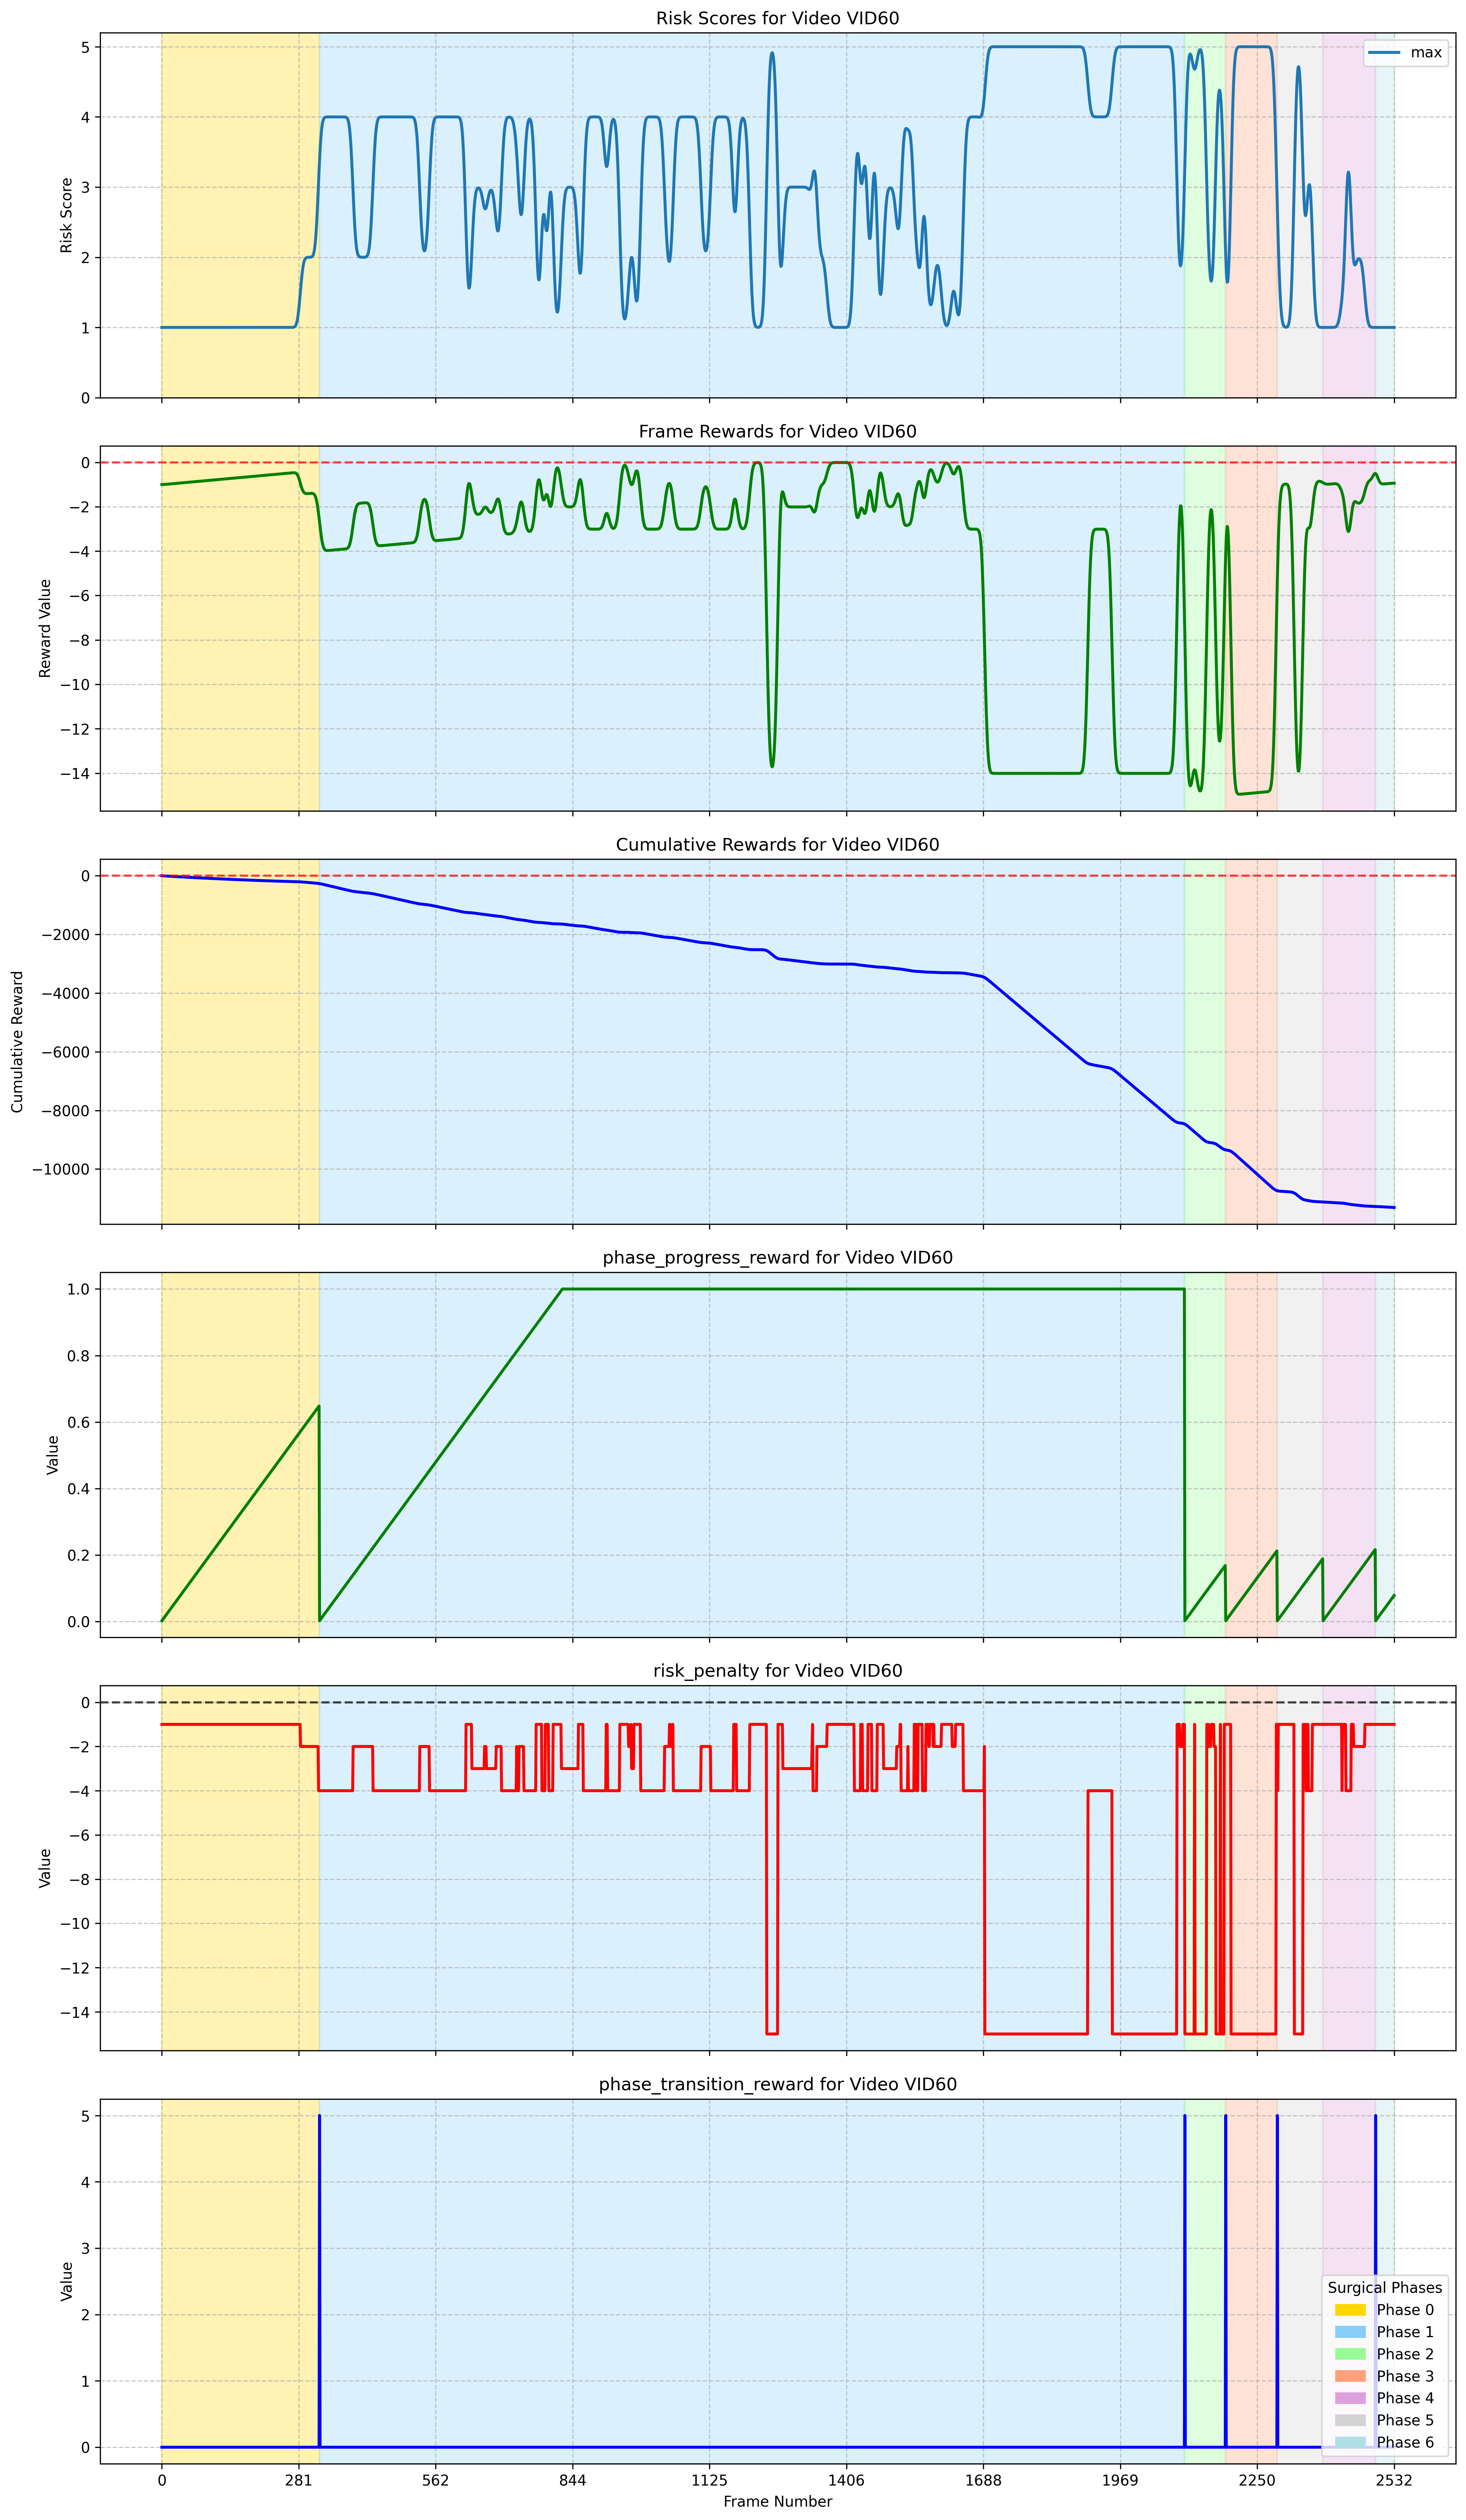 Risk Scores for Video VID60
5
4
3
2
1
0
Risk Score
max
Frame Rewards for Video VID60
0
−2
−4
−6
−8
−10
−12
−14
Reward Value
Cumulative Rewards for Video VID60
0
−2000
−4000
−6000
−8000
−10000
Cumulative Reward
phase_progress_reward for Video VID60
1.0
0.8
0.6
0.4
0.2
0.0
Value
risk_penalty for Video VID60
0
−2
−4
−6
−8
−10
−12
−14
Value
phase_transition_reward for Video VID60
5
4
3
2
1
0
Value
Surgical Phases
Phase 0
Phase 1
Phase 2
Phase 3
Phase 4
Phase 5
Phase 6
0 281 562 844 1125 1406 1688 1969 2250 2532
Frame Number